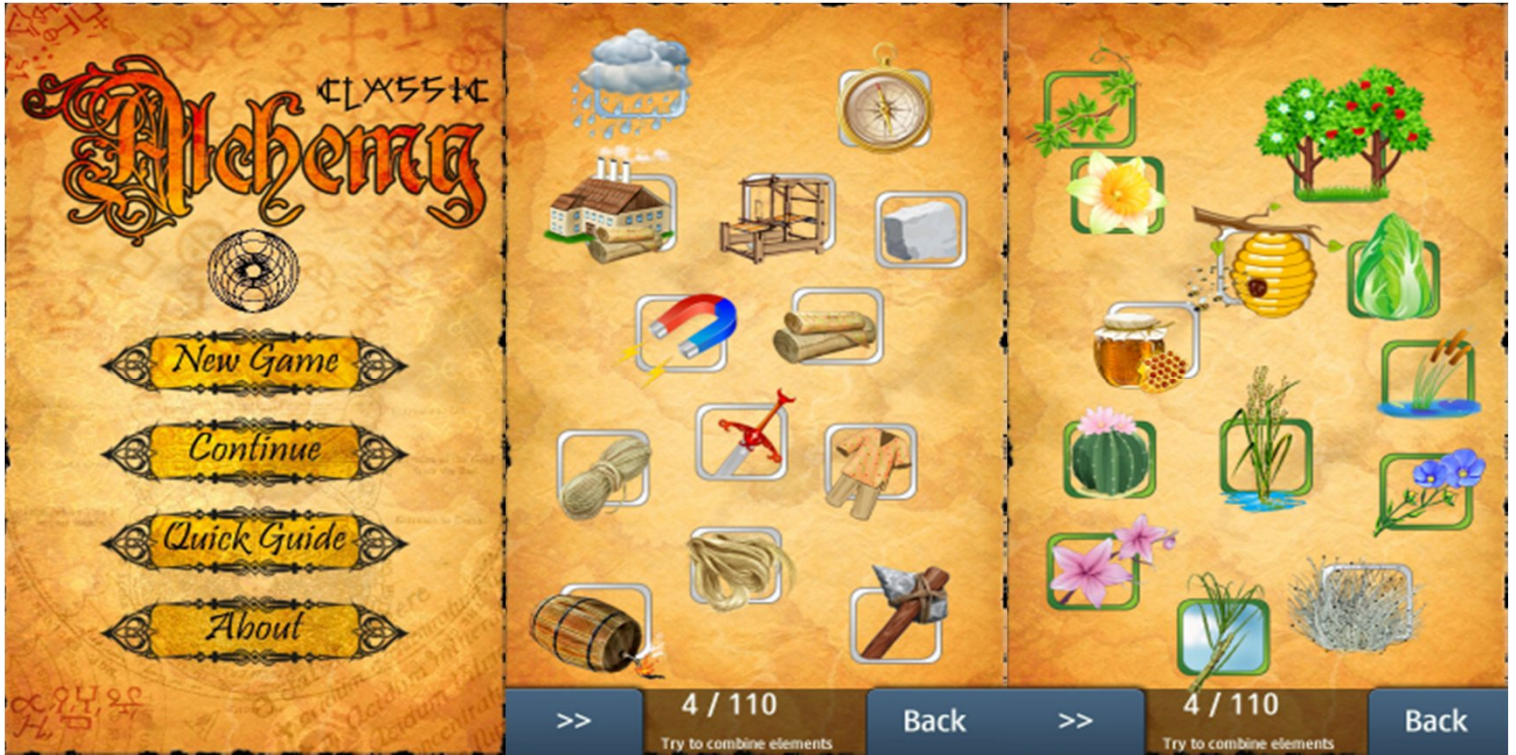 CLASSIC
Alchemy
New Game
Continue
Quick Guide
About
>>
4 / 110
Try to combine elements
Back
>>
4 / 110
Try to combine elements
Back